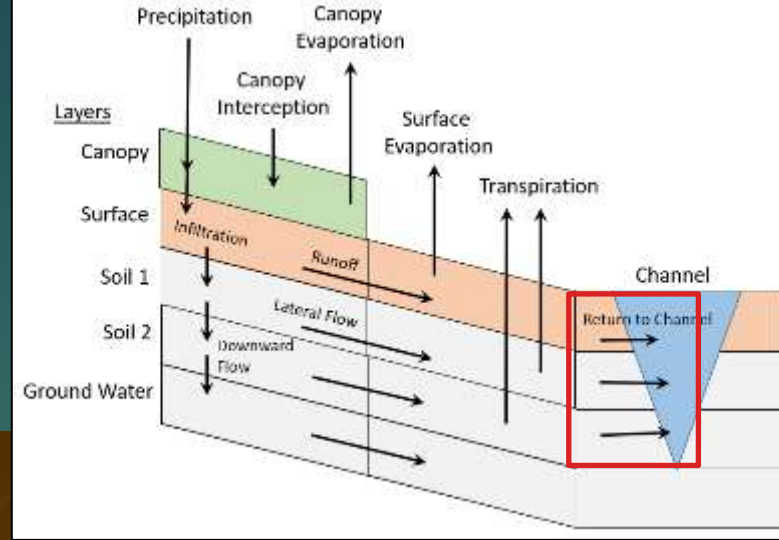 Precipitation
Canopy
Evaporation
Canopy
Interception
Layers
Surface
Evaporation
Canopy
Transpiration
Surface
Infiltration
Runoff
Channel
Soil 1
Lateral Flow
Return to Channel
Soil 2
Downward
Flow
Ground Water